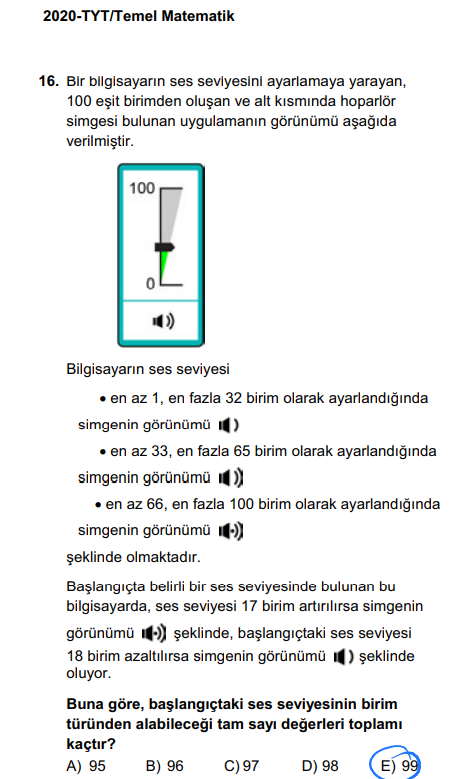 2020-TYT/Temel Matematik
16. Bir bilgisayarın ses seviyesini ayarlamaya yarayan,
100 eşit birimden oluşan ve alt kısmında hoparlör
simgesi bulunan uygulamanın görünümü aşağıda
verilmiştir.
100
0
Bilgisayarın ses seviyesi
• en az 1, en fazla 32 birim olarak ayarlandığında
simgenin görünümü
• en az 33, en fazla 65 birim olarak ayarlandığında
simgenin görünümü
• en az 66, en fazla 100 birim olarak ayarlandığında
simgenin görünümü
şeklinde olmaktadır.
Başlangıçta belirli bir ses seviyesinde bulunan bu
bilgisayarda, ses seviyesi 17 birim artırılırsa simgenin
görünümü şeklinde, başlangıçtaki ses seviyesi
18 birim azaltılırsa simgenin görünümü şeklinde
oluyor.
Buna göre, başlangıçtaki ses seviyesinin birim
türünden alabileceği tam sayı değerleri toplamı
kaçtır?
A) 95 B) 96 C) 97 D) 98 E) 99